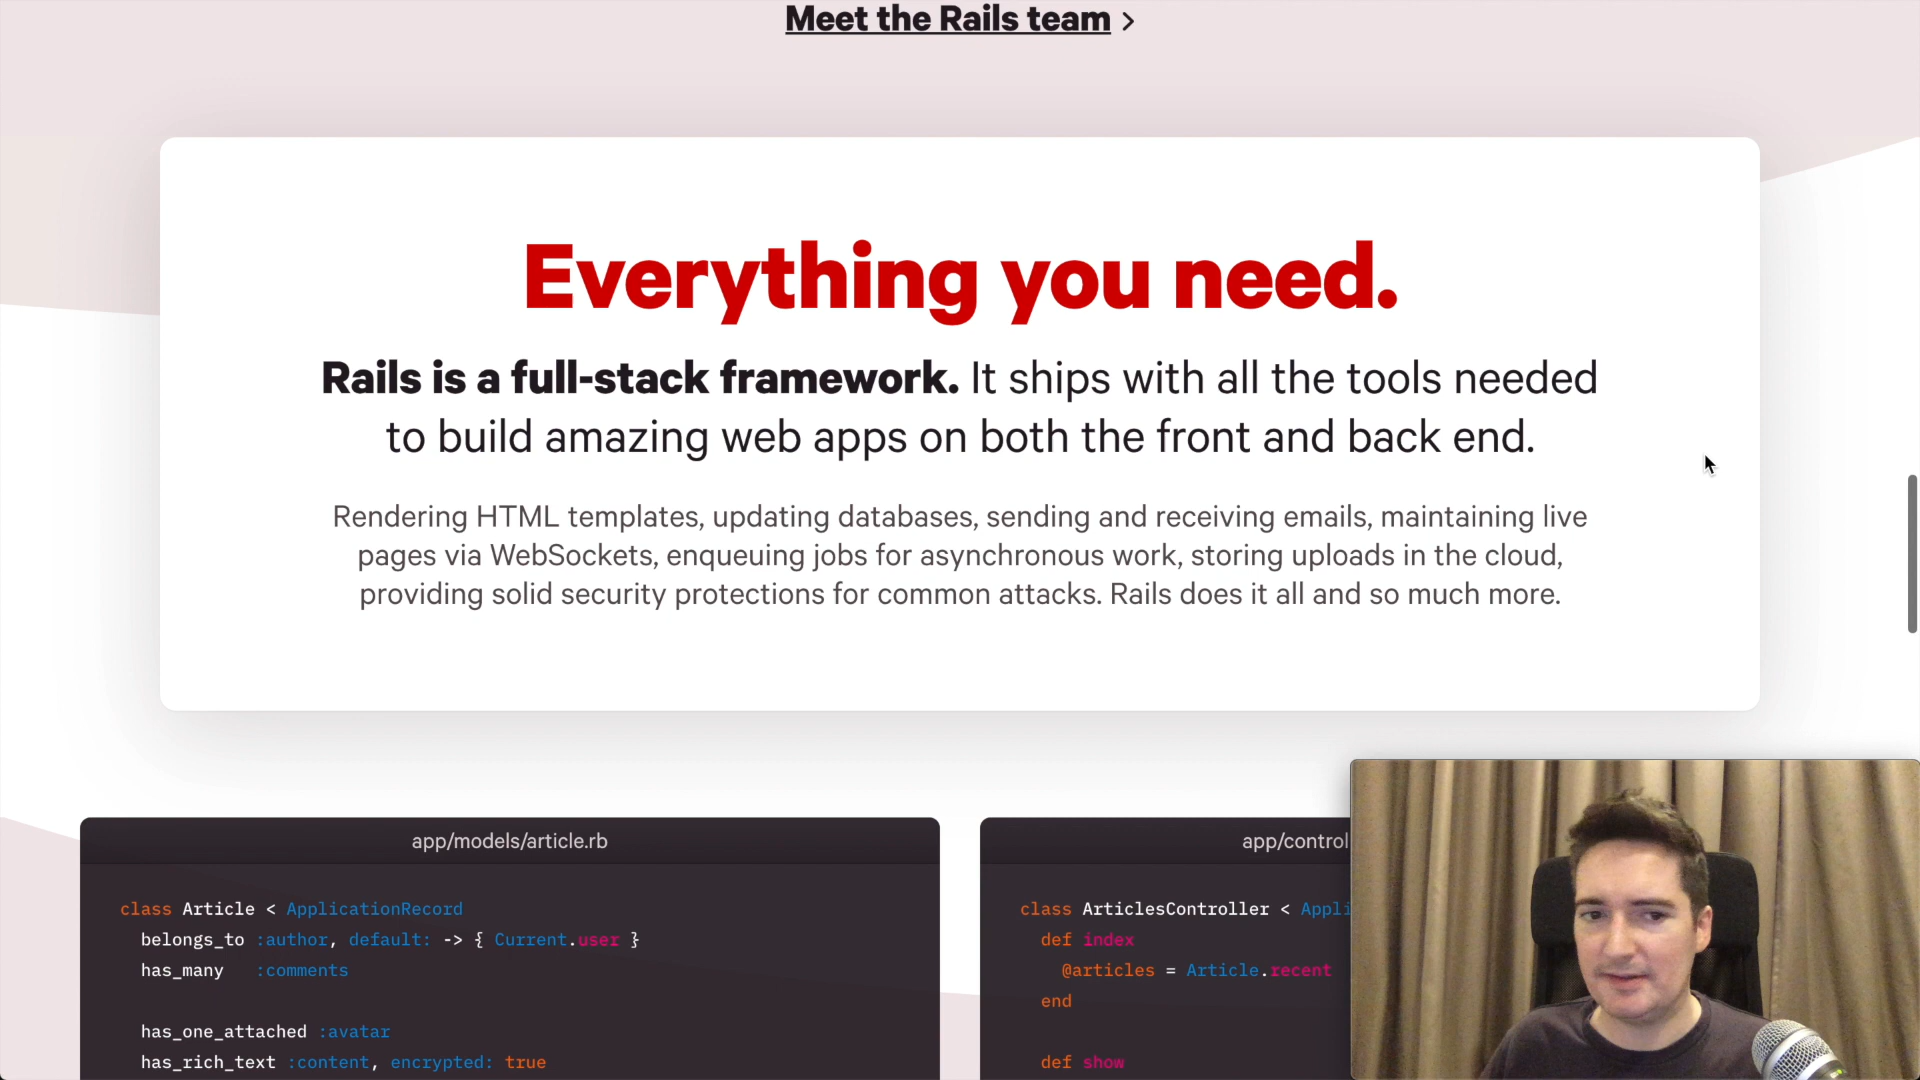 Meet the Rails team >
Everything you need.
Rails is a full-stack framework. It ships with all the tools needed
to build amazing web apps on both the front and back end.
Rendering HTML templates, updating databases, sending and receiving emails, maintaining live
pages via WebSockets, enqueuing jobs for asynchronous work, storing uploads in the cloud,
providing solid security protections for common attacks. Rails does it all and so much more.
app/models/article.rb
class Article < ApplicationRecord
belongs_to :author, default: -> { Current.user }
has_many :comments
has_one_attached :avatar
has_rich_text :content, encrypted: true
app/control
class ArticlesController < Appli
def index
@articles = Article.recent
end
def show